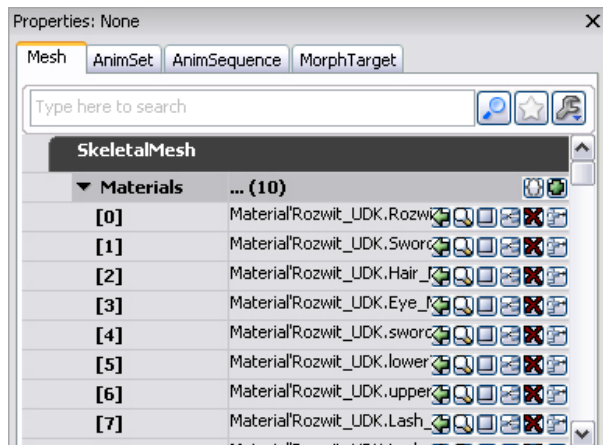 Properties: None
Mesh AnimSet AnimSequence MorphTarget
Type here to search
SkeletalMesh
Materials ... (10)
[0] Material'Rozwit_UDK.Rozwi
[1] Material'Rozwit_UDK.Sword
[2] Material'Rozwit_UDK.Hair_
[3] Material'Rozwit_UDK.Eye_
[4] Material'Rozwit_UDK.sword
[5] Material'Rozwit_UDK.lower
[6] Material'Rozwit_UDK.upper
[7] Material'Rozwit_UDK.Lash_